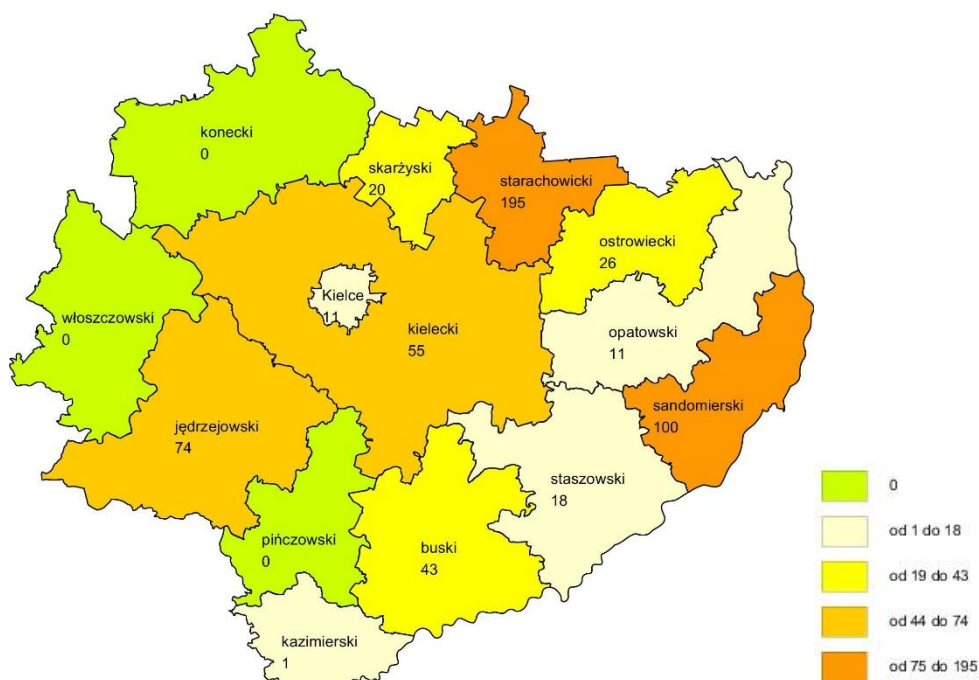 konecki
0
skarżyski
20
starachowicki
195
ostrowiecki
26
włoszczowski
0
Kielce
11
kielecki
55
opatowski
11
sandomierski
100
jędrzejowski
74
staszowski
18
pińczowski
0
buski
43
kazimierski
1
0
od 1 do 18
od 19 do 43
od 44 do 74
od 75 do 195